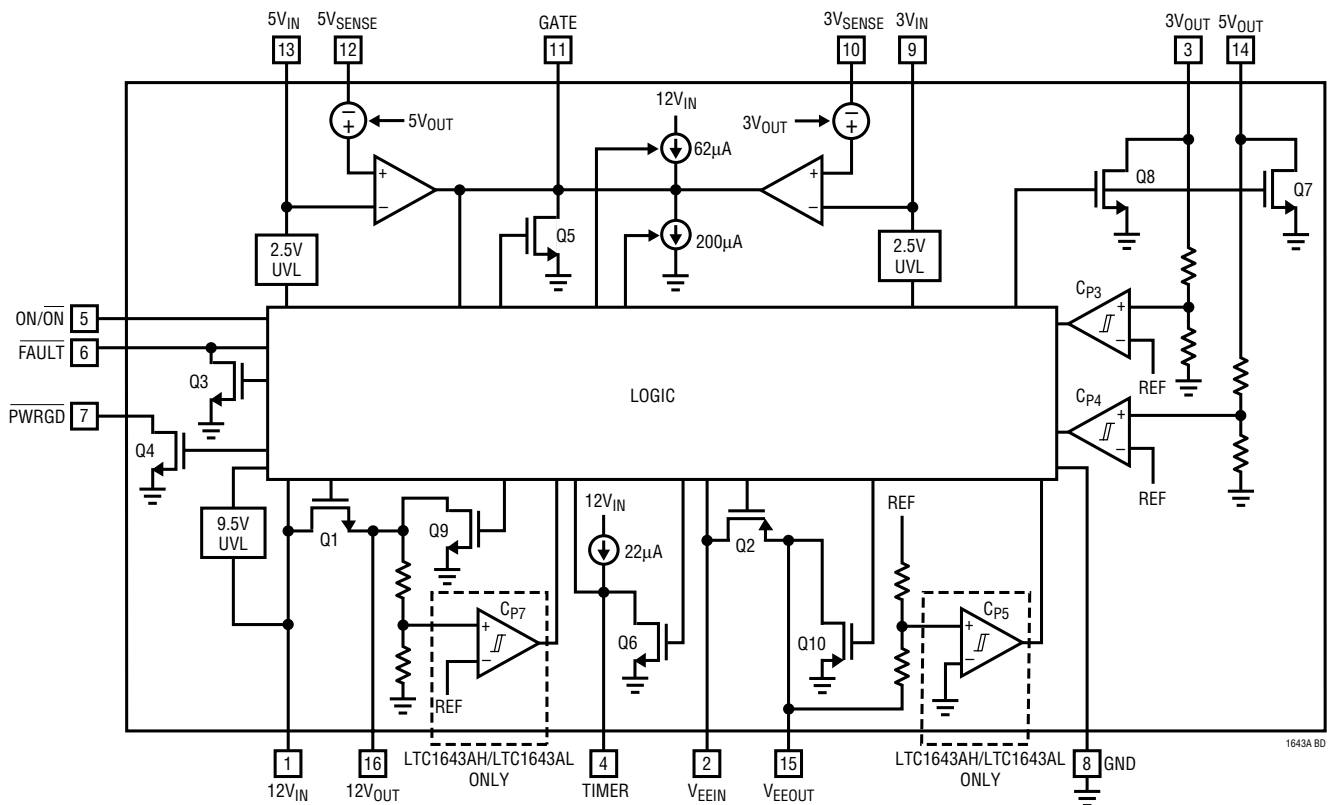 5VIN 5VSENSE GATE 3VSENSE 3VIN 3VOUT 5VOUT
13 12 11 10 9 3 14
12VIN
− +
5VOUT
3VOUT
− +
62µA
+
−
+
−
Q8
Q7
Q5
200µA
2.5V
UVL
2.5V
UVL
CP3
+
−
REF
ON/O̅N̅ 5
F̅A̅U̅L̅T̅ 6
Q3
LOGIC
P̅W̅R̅G̅D̅ 7
Q4
CP4
+
−
REF
9.5V
UVL
Q1
Q9
12VIN
22µA
Q2
REF
CP7
+
−
REF
Q6
Q10
CP5
+
−
1643A BD
1 16 4 2 15 8 GND
12VIN 12VOUT TIMER VEEIN VEEOUT
LTC1643AH/LTC1643AL
ONLY
LTC1643AH/LTC1643AL
ONLY